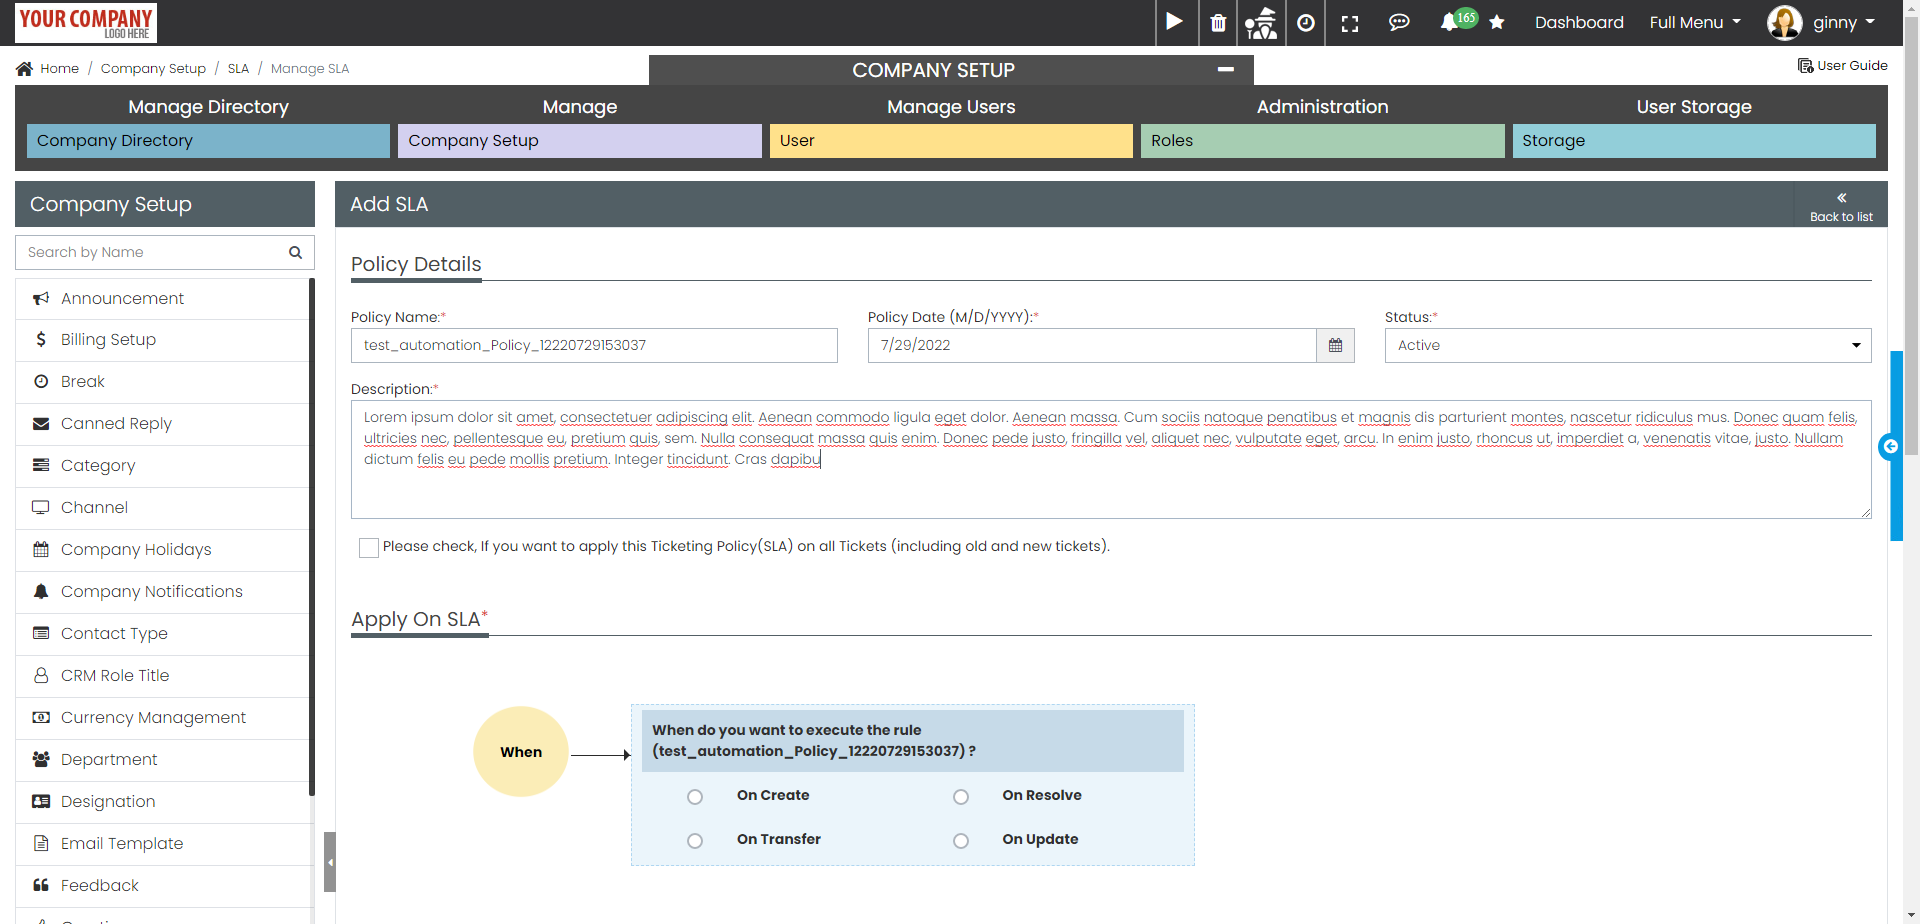 YOUR COMPANY
LOGO HERE
165
Dashboard
Full Menu
ginny
Home / Company Setup / SLA / Manage SLA
COMPANY SETUP
User Guide
Manage Directory
Manage
Manage Users
Administration
User Storage
Company Directory
Company Setup
User
Roles
Storage
Company Setup
Search by Name
Announcement
Billing Setup
Break
Canned Reply
Category
Channel
Company Holidays
Company Notifications
Contact Type
CRM Role Title
Currency Management
Department
Designation
Email Template
Feedback
Add SLA
Back to list
Policy Details
Policy Name:*
test_automation_Policy_12220729153037
Policy Date (M/D/YYYY):*
7/29/2022
Status:*
Active
Description:*
Lorem ipsum dolor sit amet, consectetuer adipiscing elit. Aenean commodo ligula eget dolor. Aenean massa. Cum sociis natoque penatibus et magnis dis parturient montes, nascetur ridiculus mus. Donec quam felis,
ultricies nec, pellentesque eu, pretium quis, sem. Nulla consequat massa quis enim. Donec pede justo, fringilla vel, aliquet nec, vulputate eget, arcu. In enim justo, rhoncus ut, imperdiet a, venenatis vitae, justo. Nullam
dictum felis eu pede mollis pretium. Integer tincidunt. Cras dapibu
Please check, If you want to apply this Ticketing Policy(SLA) on all Tickets (including old and new tickets).
Apply On SLA*
When
When do you want to execute the rule
(test_automation_Policy_12220729153037) ?
On Create
On Resolve
On Transfer
On Update